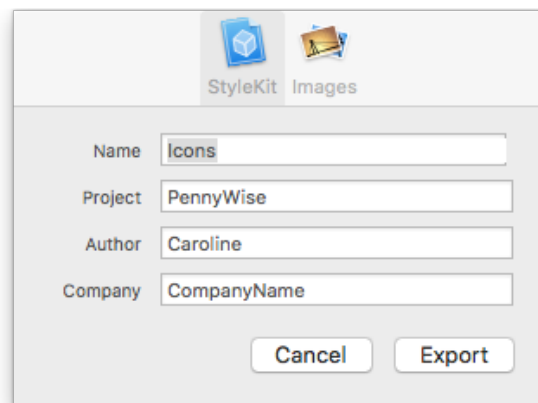 StyleKit Images
Name Icons
Project PennyWise
Author Caroline
Company CompanyName
Cancel Export